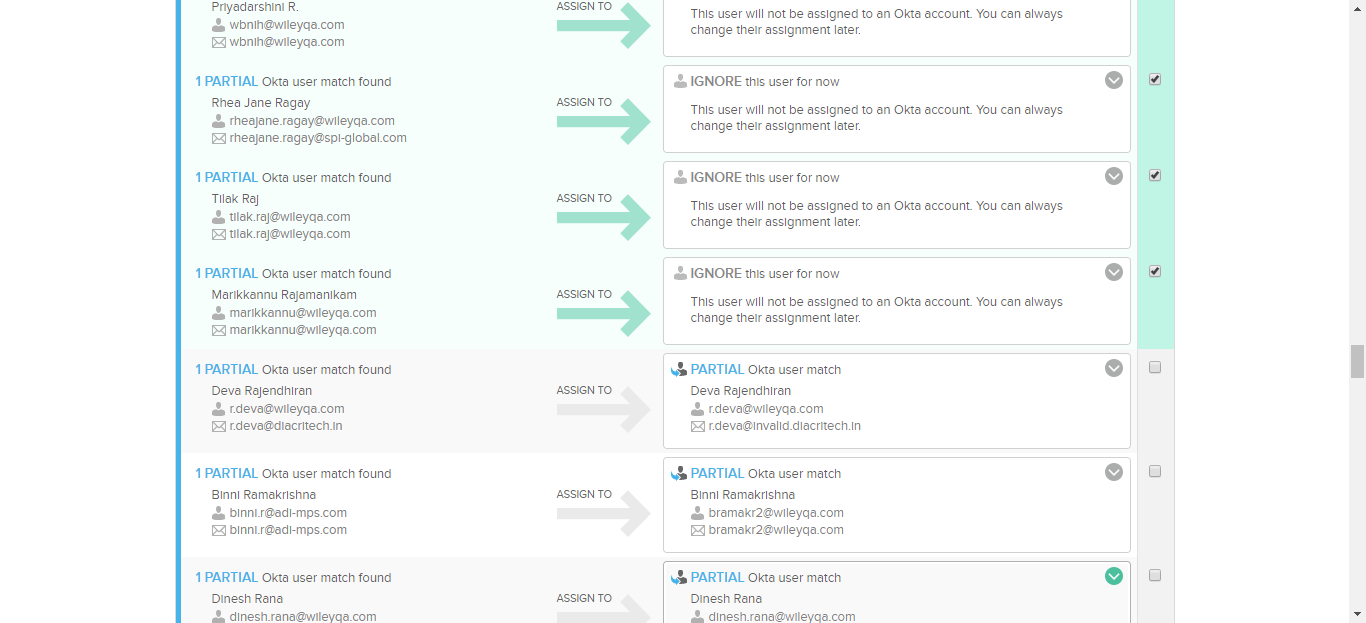 Priyadarshini R.
wbnih@wileyqa.com
wbnih@wileyqa.com
ASSIGN TO
This user will not be assigned to an Okta account. You can always
change their assignment later.
1 PARTIAL Okta user match found
Rhea Jane Ragay
rheajane.ragay@wileyqa.com
rheajane.ragay@spi-global.com
ASSIGN TO
IGNORE this user for now
This user will not be assigned to an Okta account. You can always
change their assignment later.
1 PARTIAL Okta user match found
Tilak Raj
tilak.raj@wileyqa.com
tilak.raj@wileyqa.com
ASSIGN TO
IGNORE this user for now
This user will not be assigned to an Okta account. You can always
change their assignment later.
1 PARTIAL Okta user match found
Marikkannu Rajamanikam
marikkannu@wileyqa.com
marikkannu@wileyqa.com
ASSIGN TO
IGNORE this user for now
This user will not be assigned to an Okta account. You can always
change their assignment later.
1 PARTIAL Okta user match found
Deva Rajendhiran
r.deva@wileyqa.com
r.deva@diacritech.in
ASSIGN TO
PARTIAL Okta user match
Deva Rajendhiran
r.deva@wileyqa.com
r.deva@invalid.diacritech.in
1 PARTIAL Okta user match found
Binni Ramakrishna
binni.r@adi-mps.com
binni.r@adi-mps.com
ASSIGN TO
PARTIAL Okta user match
Binni Ramakrishna
bramakr2@wileyqa.com
bramakr2@wileyqa.com
1 PARTIAL Okta user match found
Dinesh Rana
dinesh.rana@wileyqa.com
ASSIGN TO
PARTIAL Okta user match
Dinesh Rana
dinesh.rana@wileyqa.com